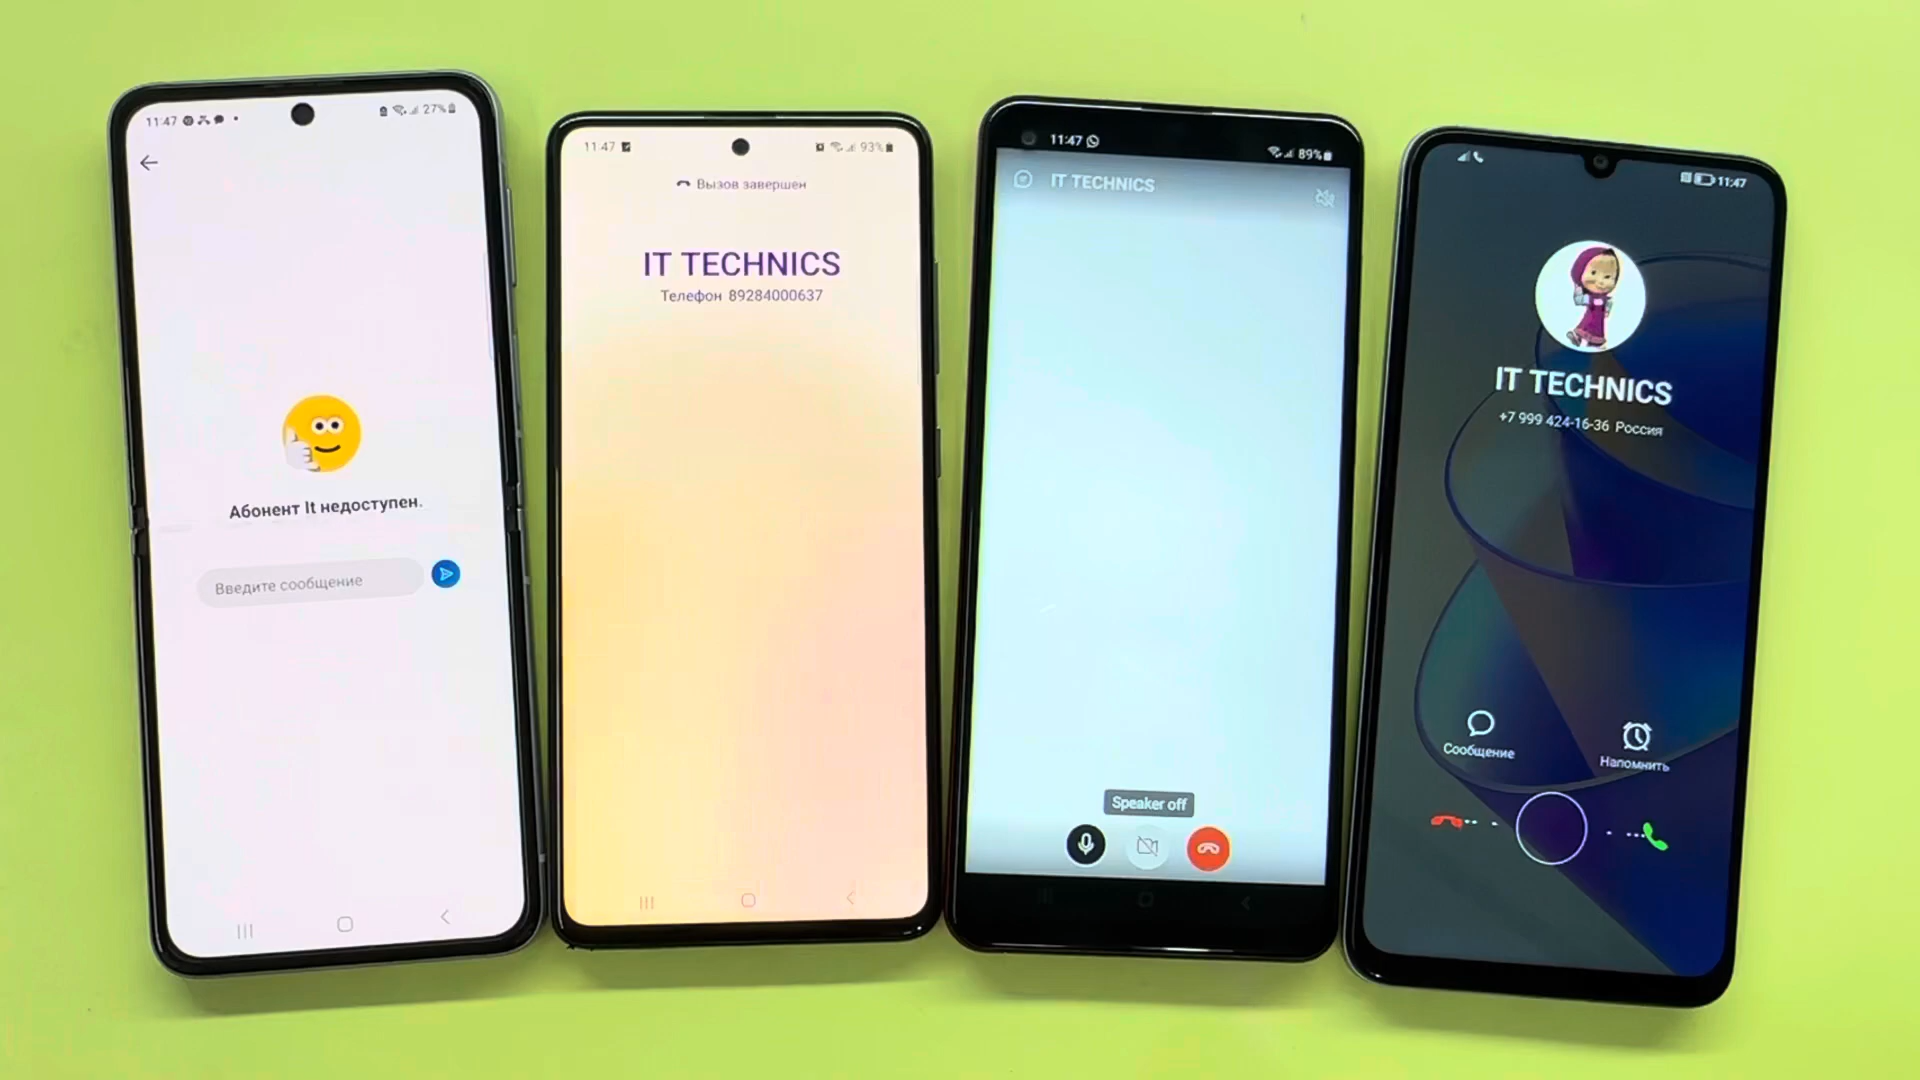 11:47
27%
Абонент It недоступен.
Введите сообщение
11:47
93%
Вызов завершен
IT TECHNICS
Телефон 89284000637
11:47
89%
IT TECHNICS
Speaker off
11:47
IT TECHNICS
+7 999 424-16-36 Россия
Сообщение
Напомнить